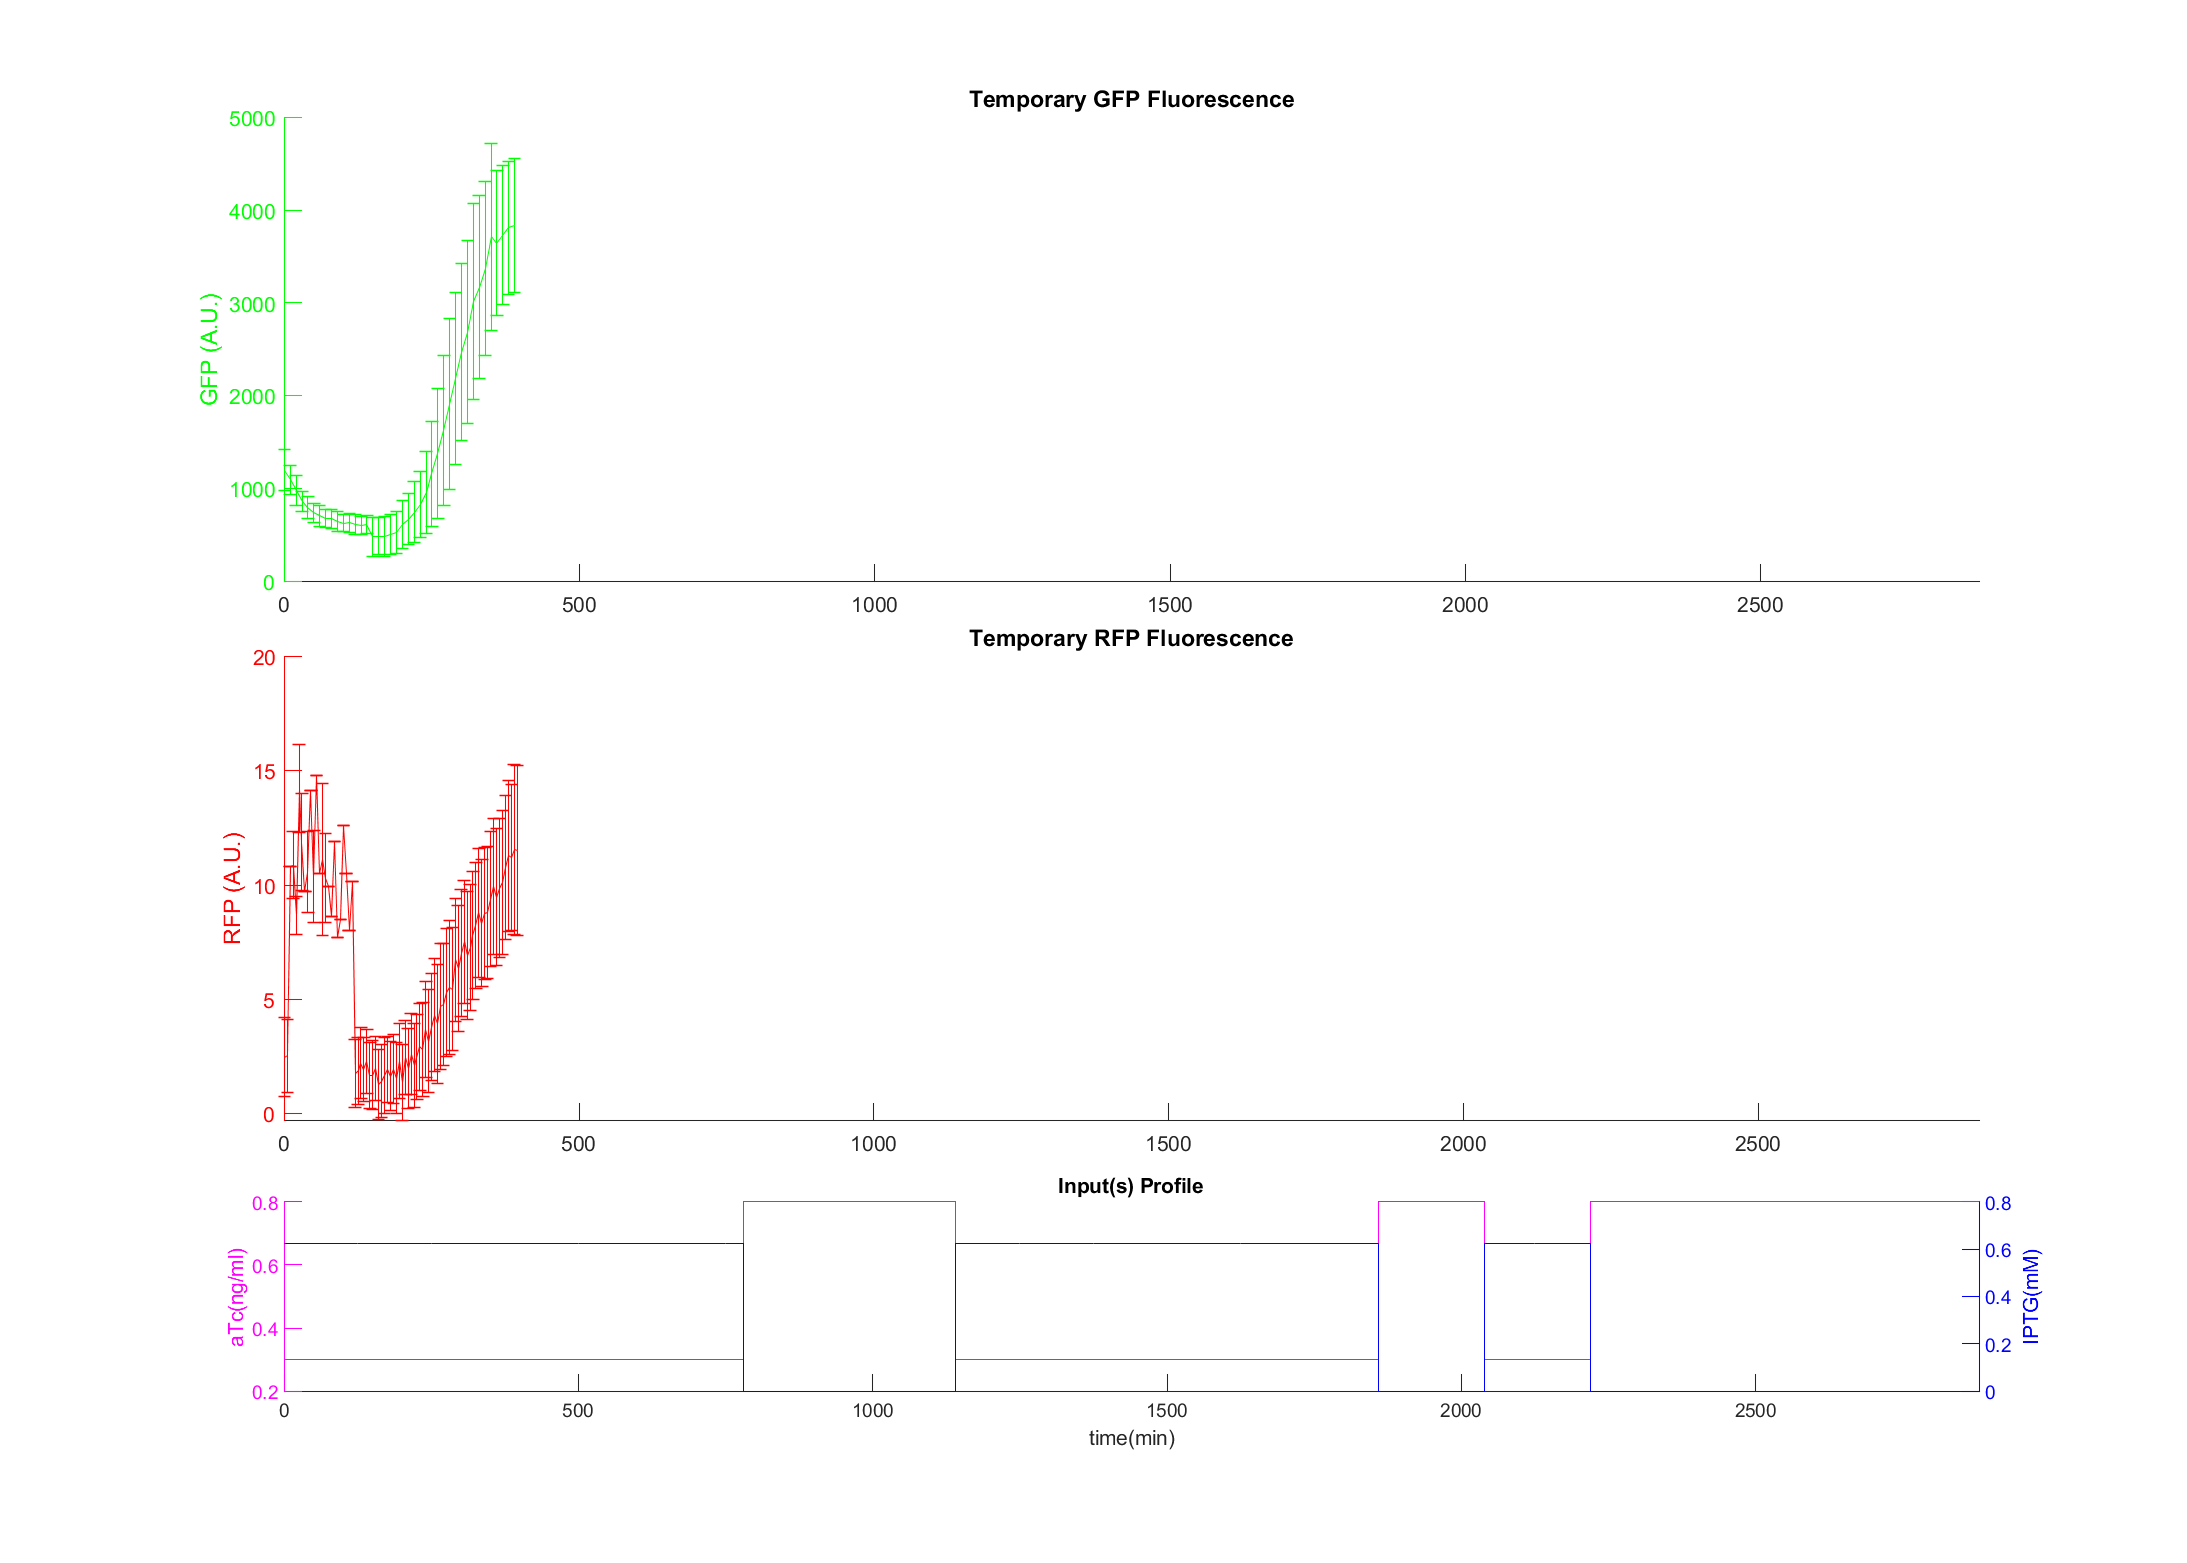 Temporary GFP Fluorescence
5000
4000
3000
2000
1000
0
GFP (A.U.)
0 500 1000 1500 2000 2500
Temporary RFP Fluorescence
20
15
10
5
0
RFP (A.U.)
0 500 1000 1500 2000 2500
Input(s) Profile
0.8
0.6
0.4
0.2
aTc(ng/ml)
0.8
0.6
0.4
0.2
0
IPTG(mM)
0 500 1000 1500 2000 2500
time(min)